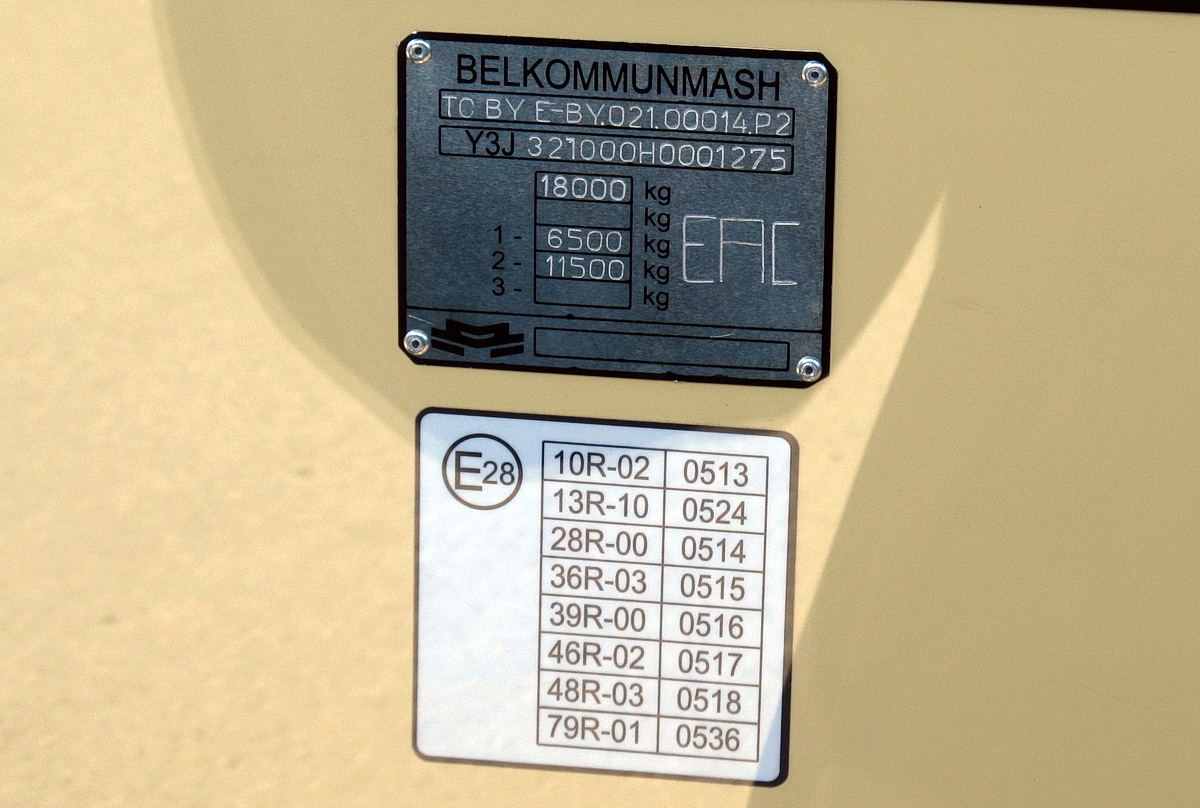 BELKOMMUNMASH
TC BY E-BY.021.00014.P2
Y3J 321000H0001275
18000 kg
kg
1 - 6500 kg
2 - 11500 kg
3 - kg
EAC
E28
10R-02 0513
13R-10 0524
28R-00 0514
36R-03 0515
39R-00 0516
46R-02 0517
48R-03 0518
79R-01 0536